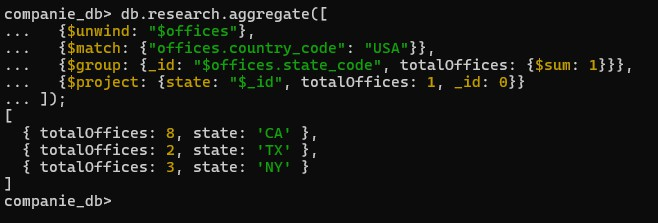 companie_db> db.research.aggregate([
...   {$unwind: "$offices"},
...   {$match: {"offices.country_code": "USA"}},
...   {$group: {_id: "$offices.state_code", totalOffices: {$sum: 1}}},
...   {$project: {state: "$_id", totalOffices: 1, _id: 0}}
... ]);
[
  { totalOffices: 8, state: 'CA' },
  { totalOffices: 2, state: 'TX' },
  { totalOffices: 3, state: 'NY' }
]
companie_db>